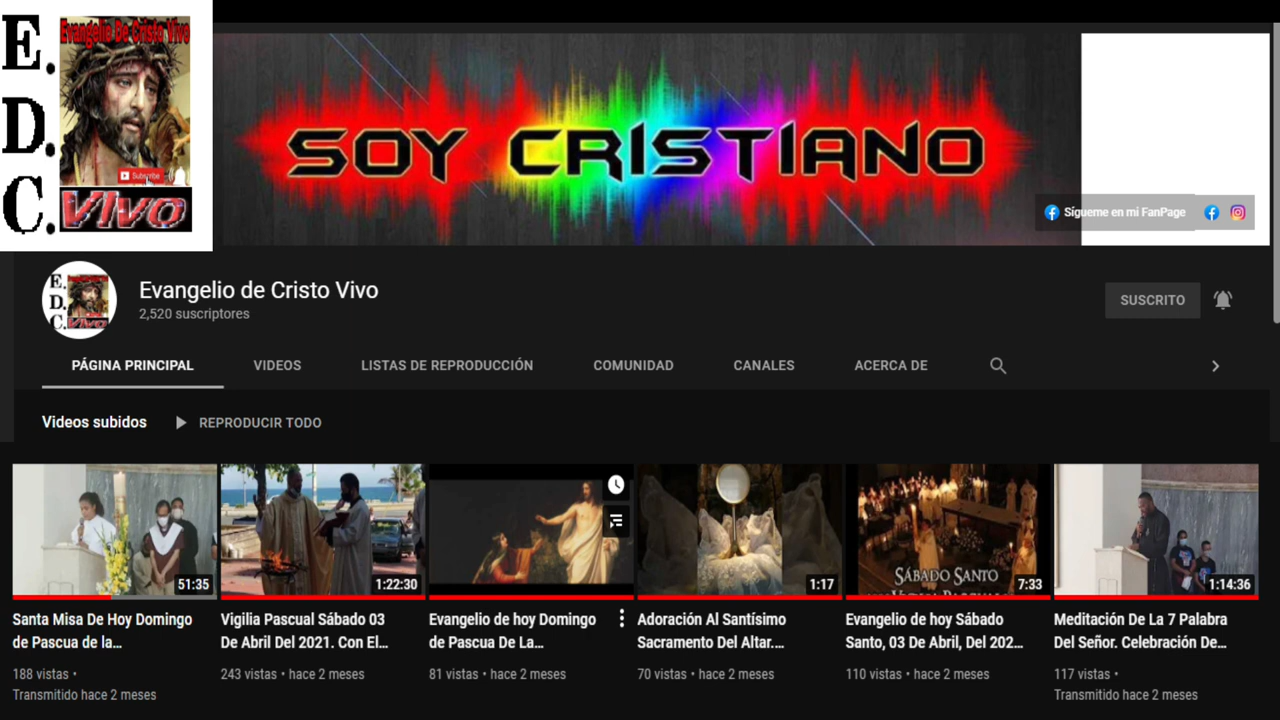 E.
D.
C.
Evangelio De Cristo Vivo
Subscribe
Vivo
SOY CRISTIANO
Sígueme en mi FanPage
E.
D.
C.
Vivo
Evangelio de Cristo Vivo
2,520 suscriptores
SUSCRITO
PÁGINA PRINCIPAL
VIDEOS
LISTAS DE REPRODUCCIÓN
COMUNIDAD
CANALES
ACERCA DE
Videos subidos
REPRODUCIR TODO
51:35
1:22:30
1:17
SÁBADO SANTO
7:33
1:14:36
Santa Misa De Hoy Domingo
de Pascua de la...
188 vistas •
Transmitido hace 2 meses
Vigilia Pascual Sábado 03
De Abril Del 2021. Con El...
243 vistas • hace 2 meses
Evangelio de hoy Domingo
de Pascua De La...
81 vistas • hace 2 meses
Adoración Al Santísimo
Sacramento Del Altar....
70 vistas • hace 2 meses
Evangelio de hoy Sábado
Santo, 03 De Abril, Del 202...
110 vistas • hace 2 meses
Meditación De La 7 Palabra
Del Señor. Celebración De...
117 vistas •
Transmitido hace 2 meses